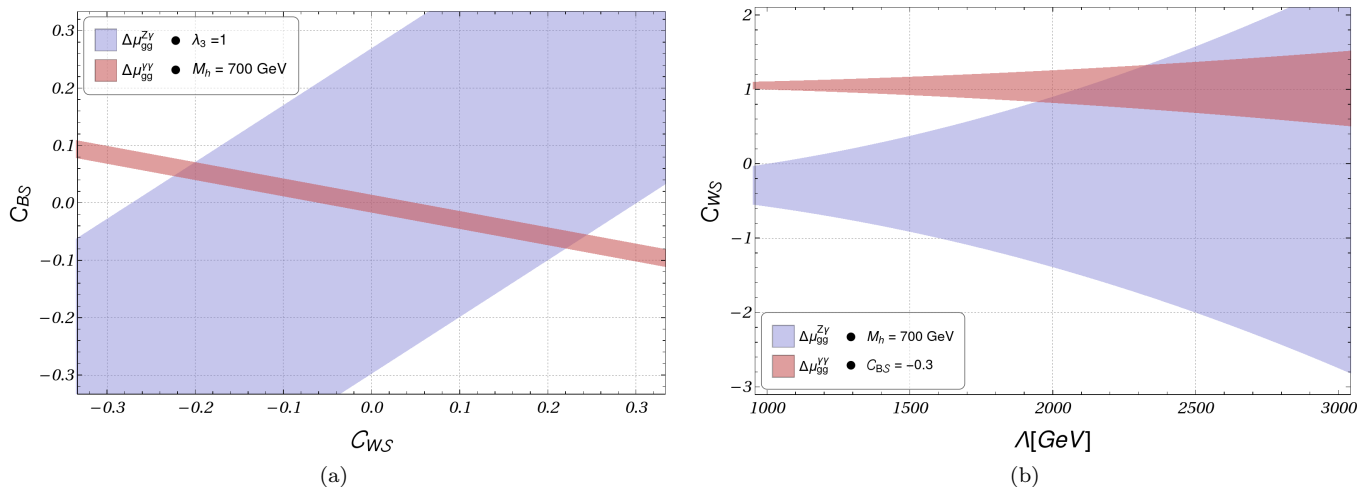 Δμ_gg^Zγ ● λ₃ =1
Δμ_gg^γγ ● M_h = 700 GeV
0.3
0.2
0.1
0.0
−0.1
−0.2
−0.3
C_BS
−0.3 −0.2 −0.1 0.0 0.1 0.2 0.3
C_WS
(a)
2
1
0
−1
−2
−3
C_WS
Δμ_gg^Zγ ● M_h = 700 GeV
Δμ_gg^γγ ● C_BS = −0.3
1000 1500 2000 2500 3000
Λ[GeV]
(b)